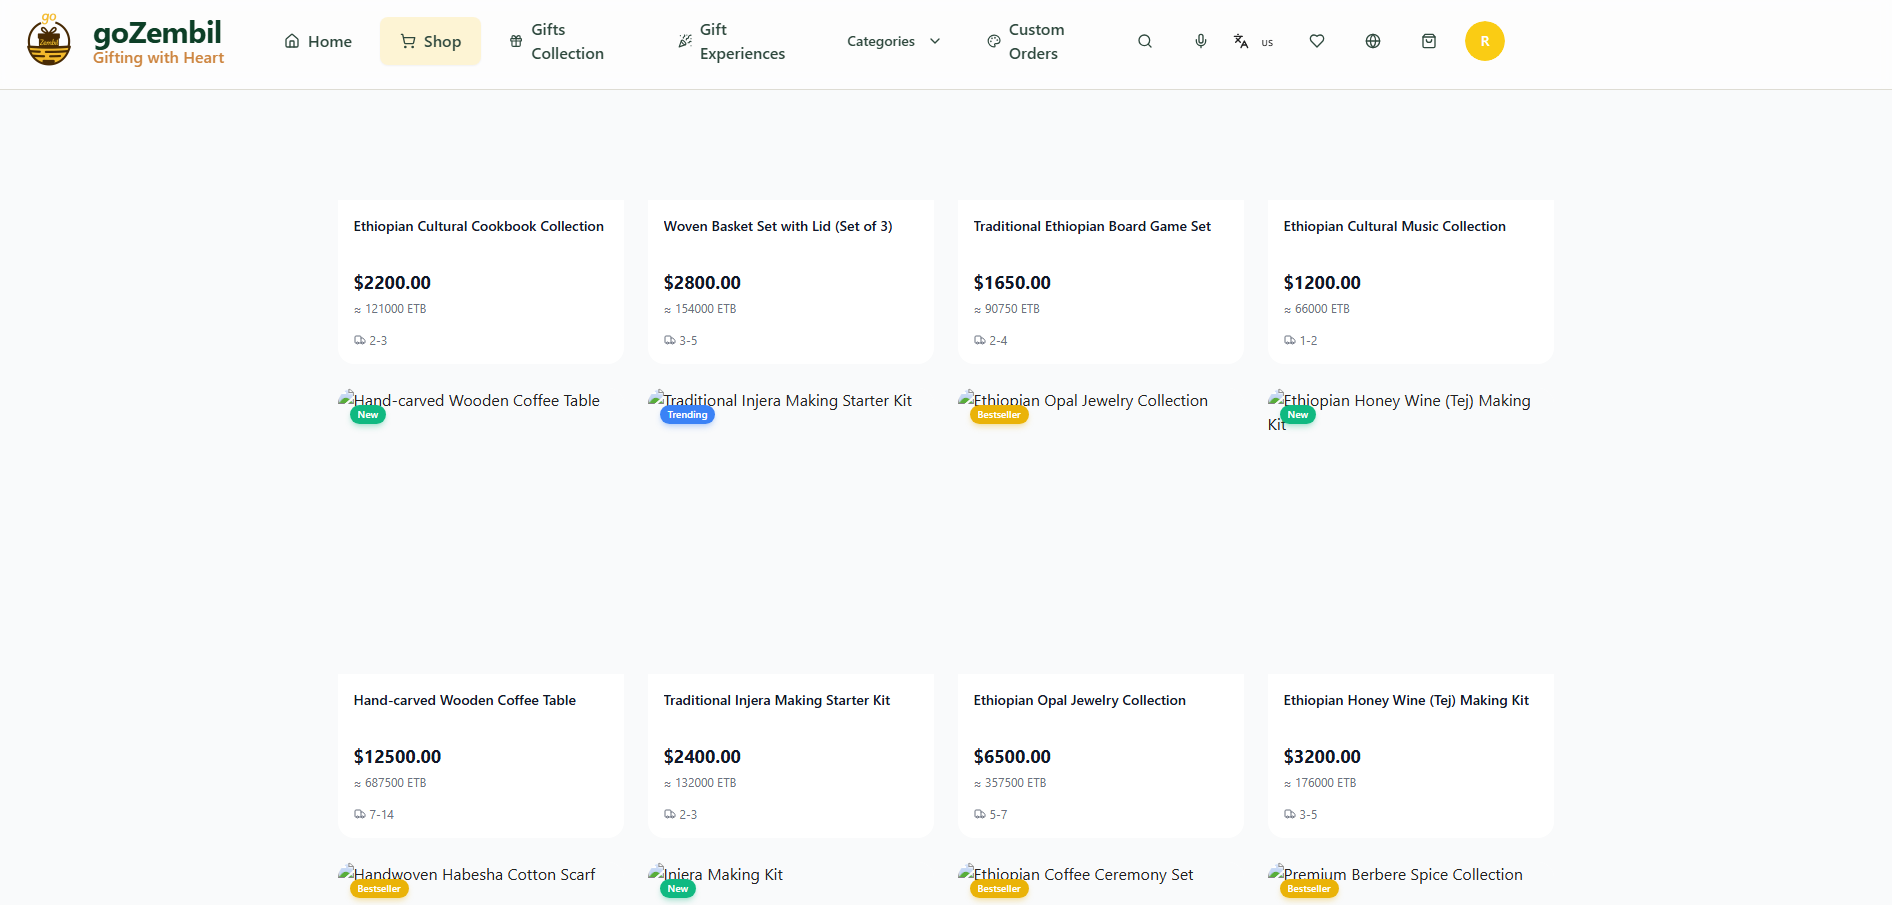 go
Zembil
goZembil
Gifting with Heart
Home
Shop
Gifts
Collection
Gift
Experiences
Categories
Custom
Orders
US
R
Ethiopian Cultural Cookbook Collection
$2200.00
≈ 121000 ETB
2-3
Woven Basket Set with Lid (Set of 3)
$2800.00
≈ 154000 ETB
3-5
Traditional Ethiopian Board Game Set
$1650.00
≈ 90750 ETB
2-4
Ethiopian Cultural Music Collection
$1200.00
≈ 66000 ETB
1-2
Hand-carved Wooden Coffee Table
New
Traditional Injera Making Starter Kit
Trending
Ethiopian Opal Jewelry Collection
Bestseller
Ethiopian Honey Wine (Tej) Making
Kit
New
Hand-carved Wooden Coffee Table
$12500.00
≈ 687500 ETB
7-14
Traditional Injera Making Starter Kit
$2400.00
≈ 132000 ETB
2-3
Ethiopian Opal Jewelry Collection
$6500.00
≈ 357500 ETB
5-7
Ethiopian Honey Wine (Tej) Making Kit
$3200.00
≈ 176000 ETB
3-5
Handwoven Habesha Cotton Scarf
Bestseller
Injera Making Kit
New
Ethiopian Coffee Ceremony Set
Bestseller
Premium Berbere Spice Collection
Bestseller